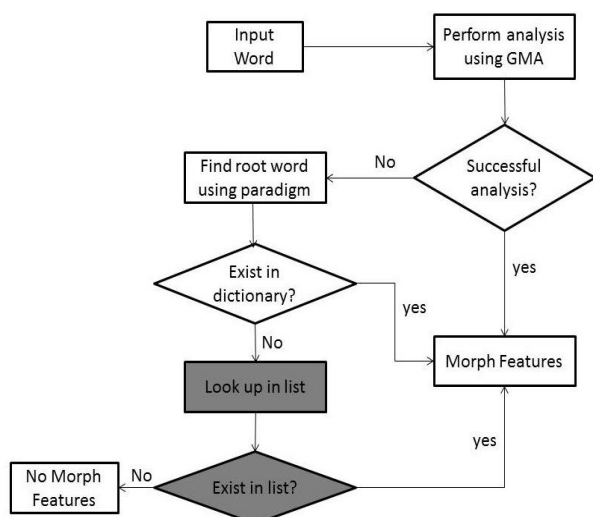 Input
Word
Perform analysis
using GMA
Successful
analysis?
No
yes
Find root word
using paradigm
Exist in
dictionary?
yes
No
Morph Features
Look up in list
Exist in list?
yes
No
No Morph
Features